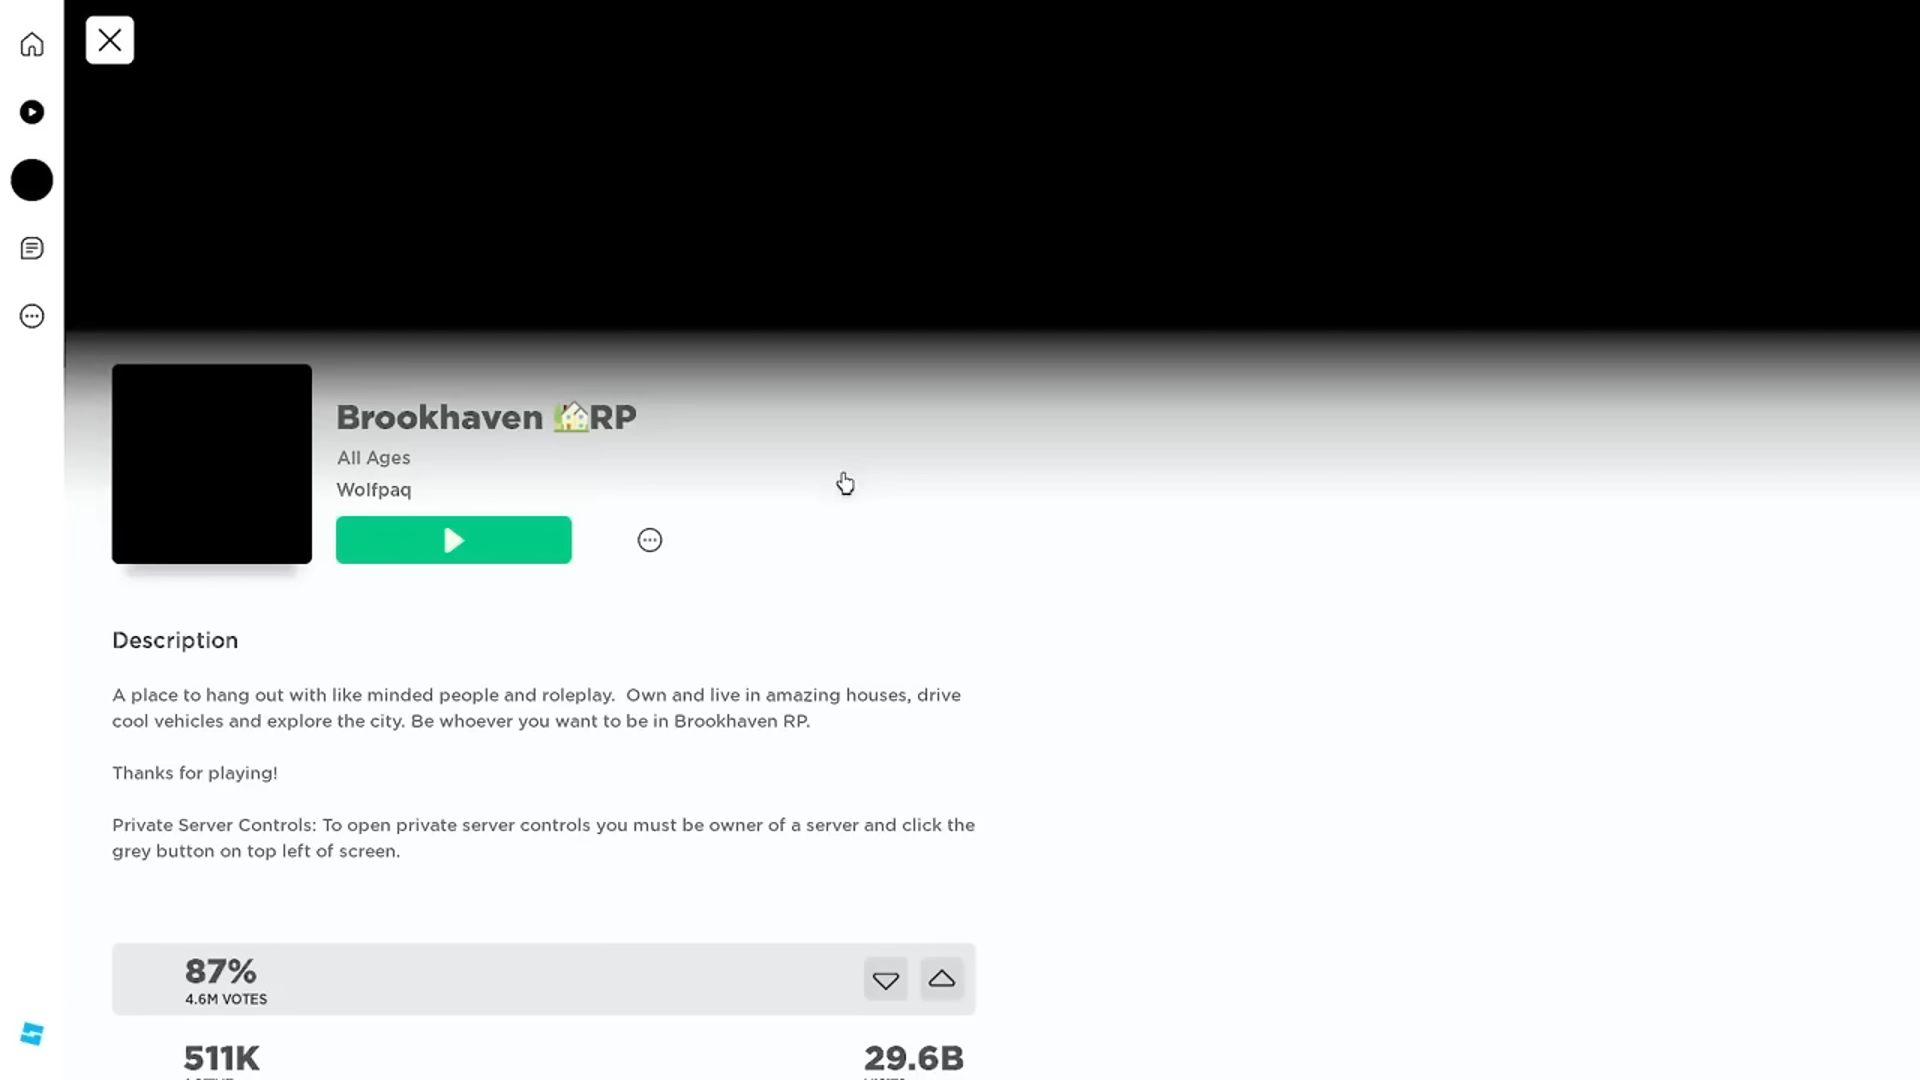 Brookhaven 🏡RP
All Ages
Wolfpaq
Description
A place to hang out with like minded people and roleplay.  Own and live in amazing houses, drive
cool vehicles and explore the city. Be whoever you want to be in Brookhaven RP.
Thanks for playing!
Private Server Controls: To open private server controls you must be owner of a server and click the
grey button on top left of screen.
87%
4.6M VOTES
511K
29.6B